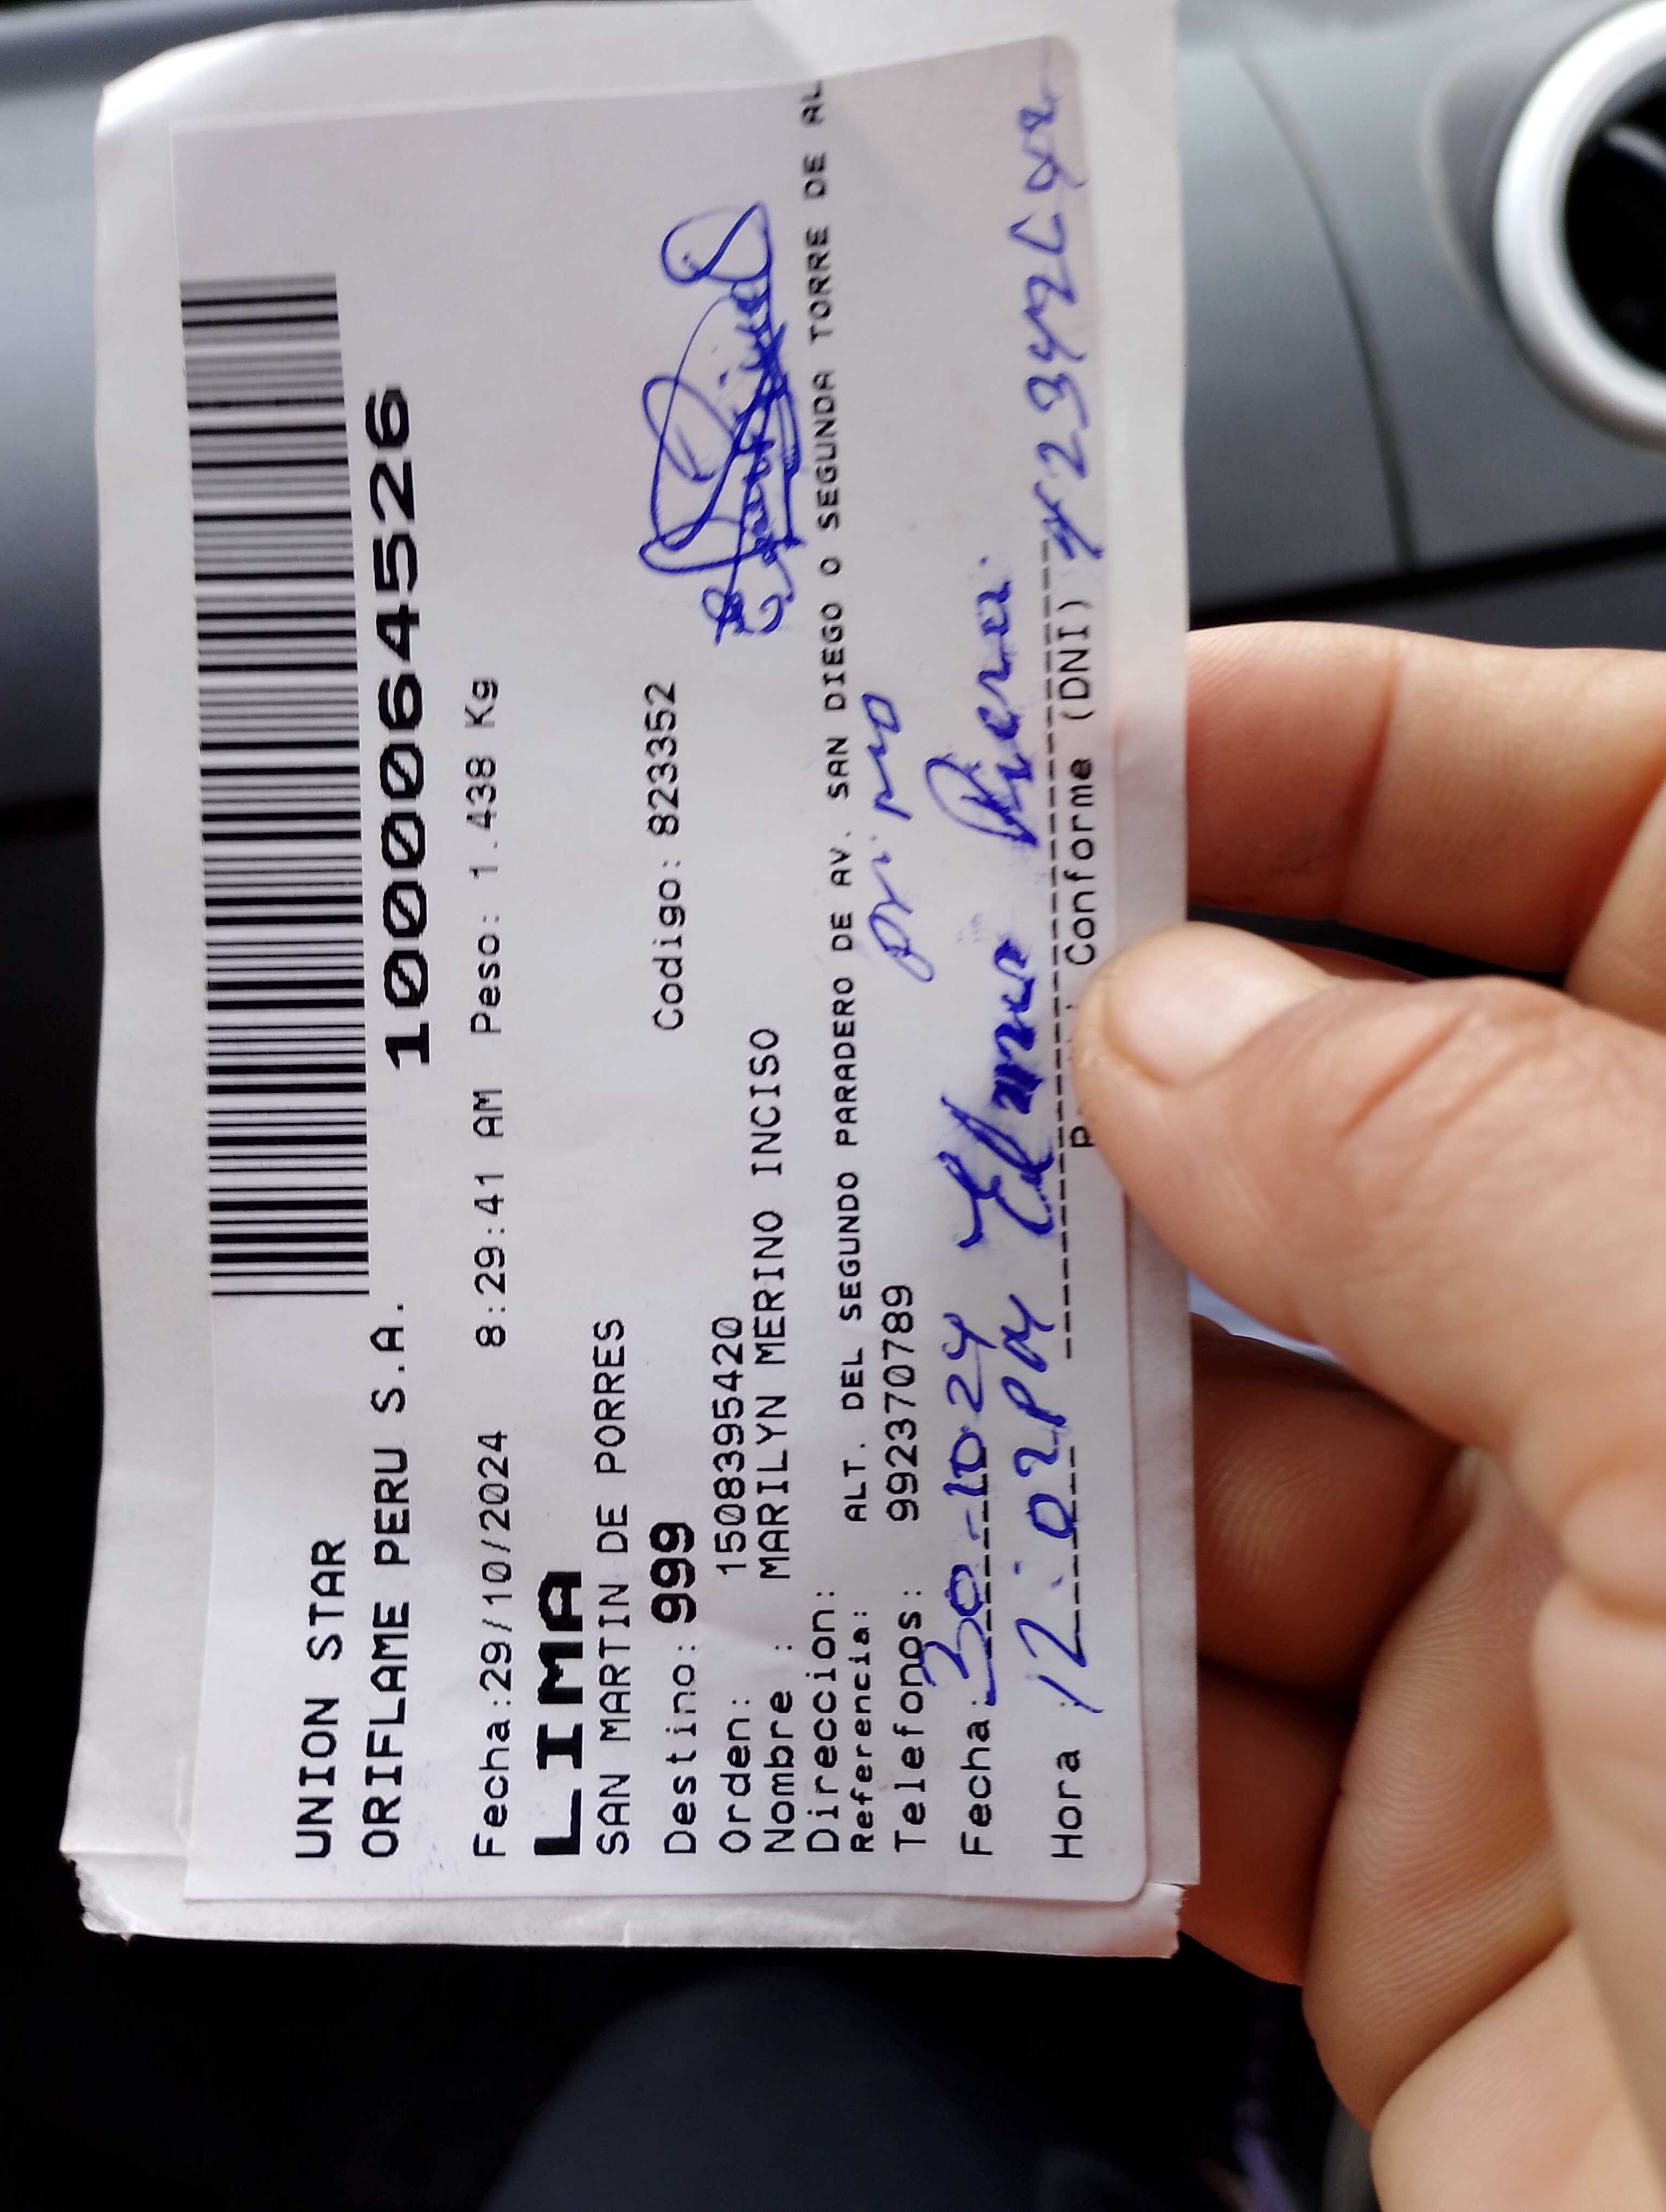 UNION STAR
ORIFLAME PERU S.A.
1000064526
Fecha:29/10/2024 8:29:41 AM Peso: 1.438 Kg
LIMA
SAN MARTIN DE PORRES
Destino: 999 Codigo: 823352
Orden: 1508395420
Nombre : MARILYN MERINO INCISO
Direccion:
Referencia: ALT. DEL SEGUNDO PARADERO DE AV. SAN DIEGO O SEGUNDA TORRE DE AL
Telefonos: 992370789
Primo
Fecha: 30-10-24
Hora : 12:02PM
Conforme (DNI)